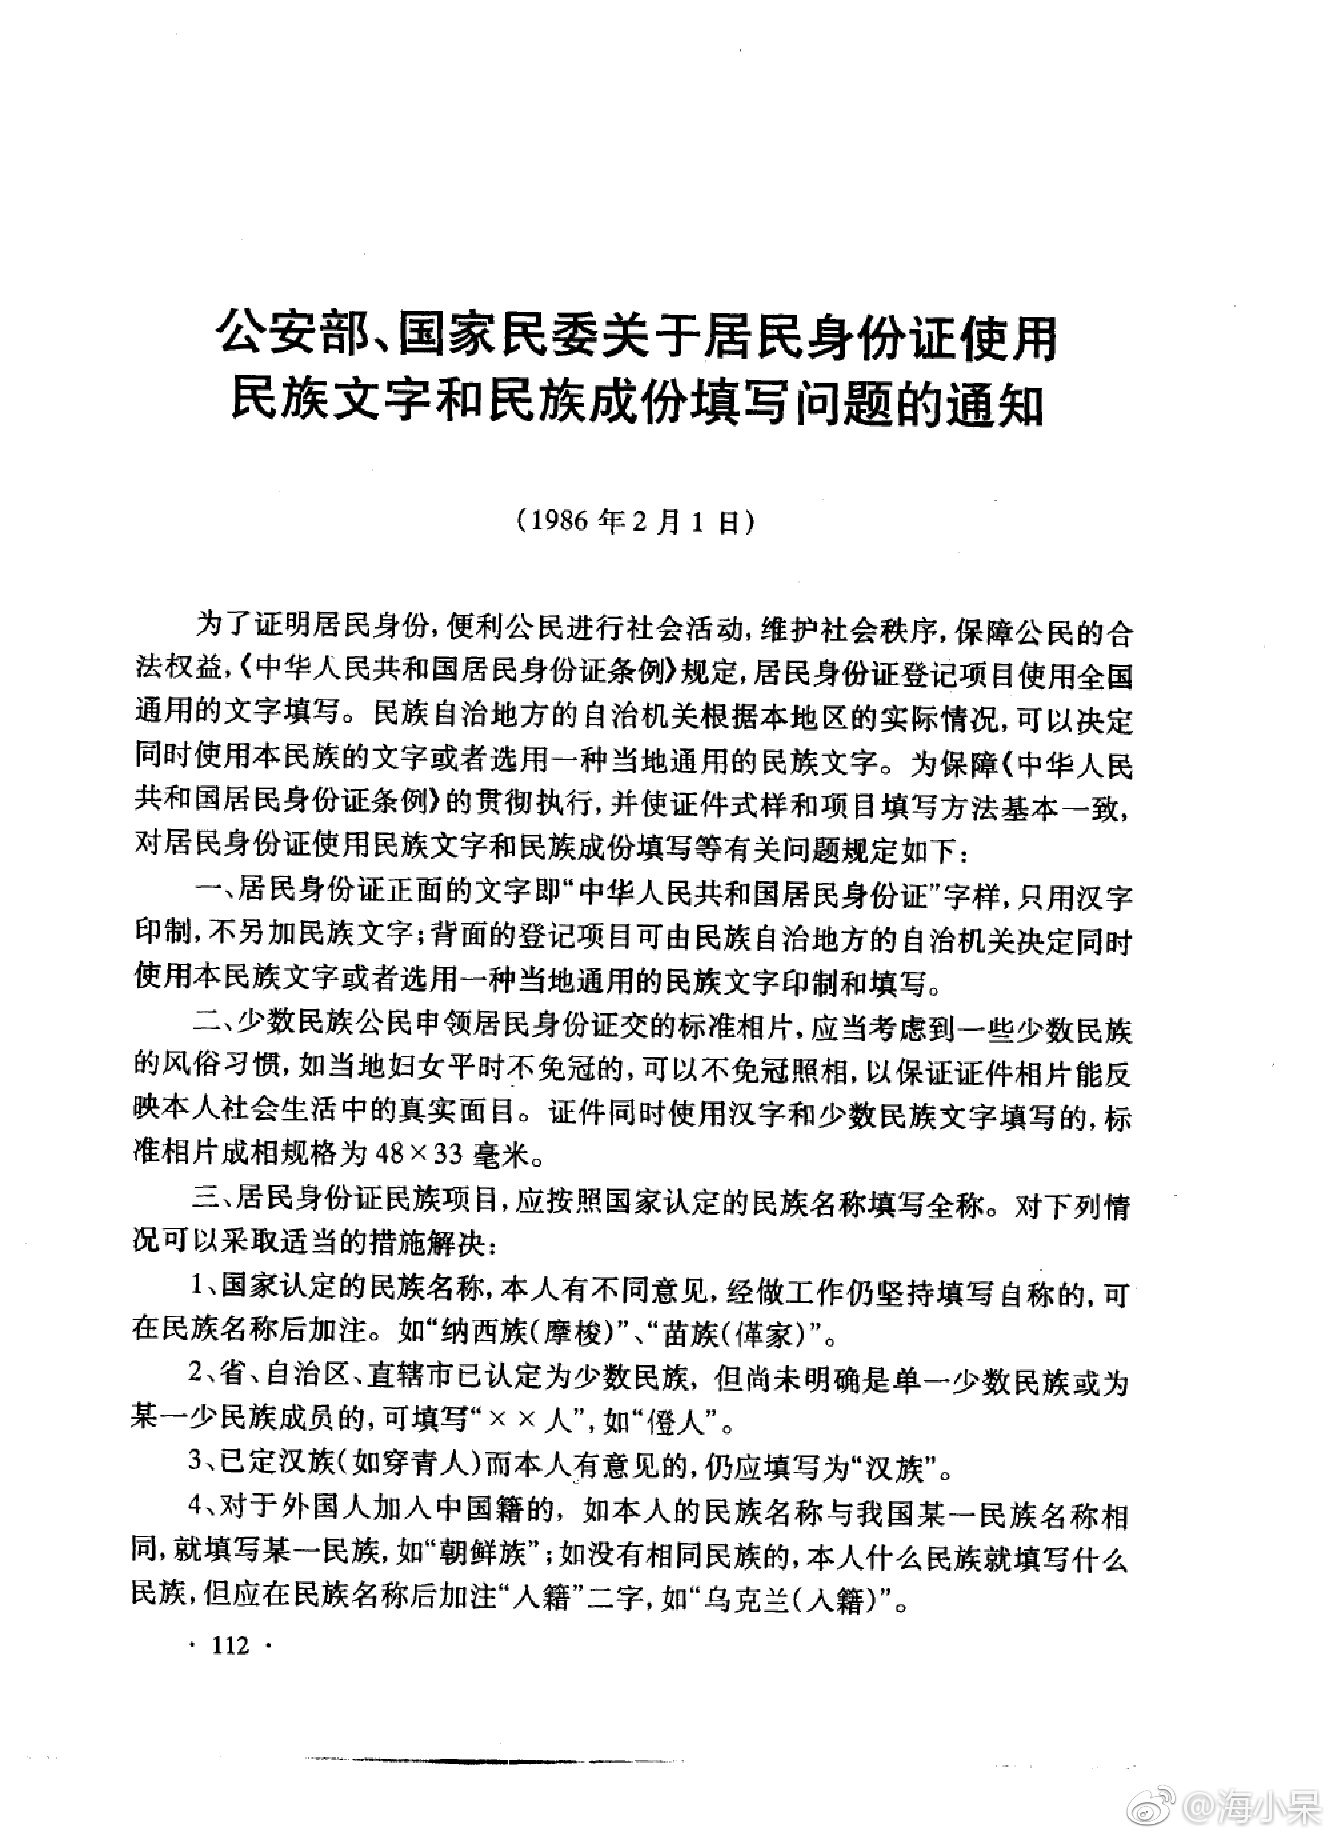 公安部、国家民委关于居民身份证使用
民族文字和民族成份填写问题的通知
(1986 年 2 月 1 日)
为了证明居民身份,便利公民进行社会活动,维护社会秩序,保障公民的合
法权益,《中华人民共和国居民身份证条例》规定,居民身份证登记项目使用全国
通用的文字填写。民族自治地方的自治机关根据本地区的实际情况,可以决定
同时使用本民族的文字或者选用一种当地通用的民族文字。为保障《中华人民
共和国居民身份证条例》的贯彻执行,并使证件式样和项目填写方法基本一致,
对居民身份证使用民族文字和民族成份填写等有关问题规定如下:
一、居民身份证正面的文字即“中华人民共和国居民身份证”字样,只用汉字
印制,不另加民族文字;背面的登记项目可由民族自治地方的自治机关决定同时
使用本民族文字或者选用一种当地通用的民族文字印制和填写。
二、少数民族公民申领居民身份证交的标准相片,应当考虑到一些少数民族
的风俗习惯,如当地妇女平时不免冠的,可以不免冠照相,以保证证件相片能反
映本人社会生活中的真实面目。证件同时使用汉字和少数民族文字填写的,标
准相片成相规格为 48×33 毫米。
三、居民身份证民族项目,应按照国家认定的民族名称填写全称。对下列情
况可以采取适当的措施解决:
1、国家认定的民族名称,本人有不同意见,经做工作仍坚持填写自称的,可
在民族名称后加注。如“纳西族(摩梭)”、“苗族(僅家)”。
2、省、自治区、直辖市已认定为少数民族,但尚未明确是单一少数民族或为
某一少民族成员的,可填写“××人”,如“僜人”。
3、已定汉族(如穿青人)而本人有意见的,仍应填写为“汉族”。
4、对于外国人加入中国籍的,如本人的民族名称与我国某一民族名称相
同,就填写某一民族,如“朝鲜族”;如没有相同民族的,本人什么民族就填写什么
民族,但应在民族名称后加注“入籍”二字,如“乌克兰(入籍)”。
· 112 ·
@海小呆